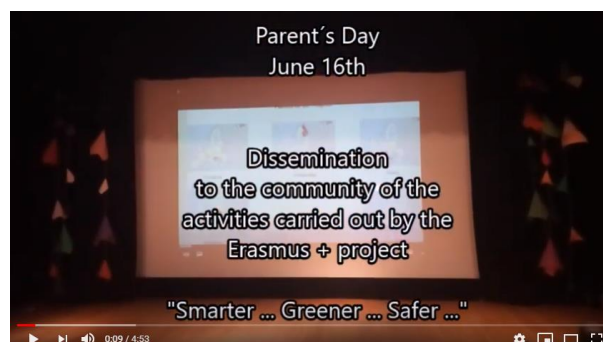 Parent´s Day
June 16th
Dissemination
to the community of the
activities carried out by the
Erasmus + project
"Smarter ... Greener ... Safer ..."
0:09 / 4:53